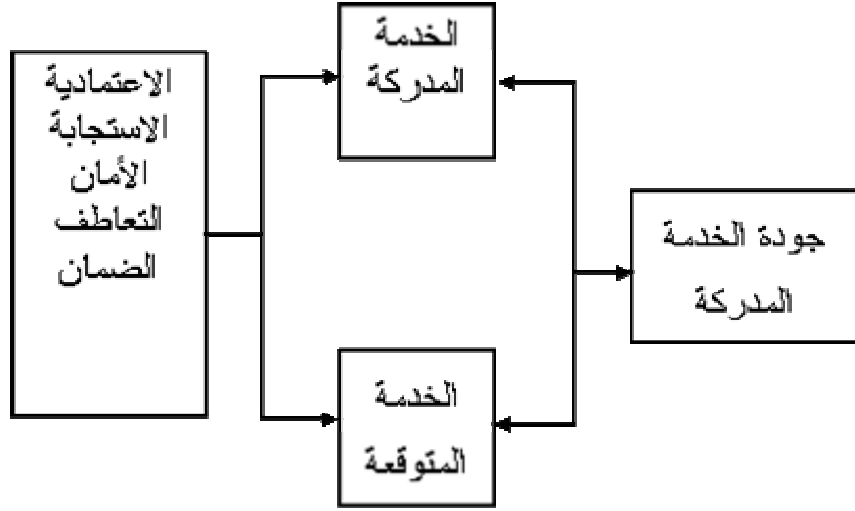 الاعتمادية
الاستجابة
الأمان
التعاطف
الضمان
الخدمة
المدركة
الخدمة
المتوقعة
جودة الخدمة
المدركة